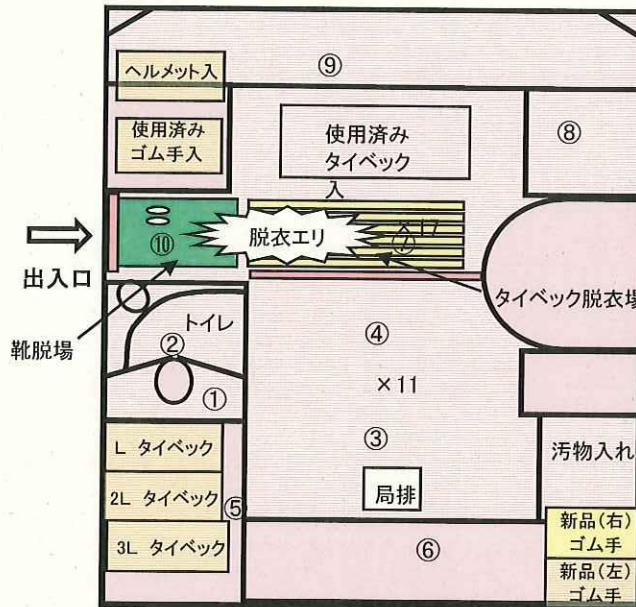 ⑨
ヘルメット入
使用済み
ゴム手入
使用済み
タイベック
入
⑧
出入口
⑩
脱衣エリ
×17
⑦
タイベック脱衣場
靴脱場
トイレ
②
①
④
×11
③
局排
L タイベック
2L タイベック
3L タイベック
⑤
⑥
汚物入れ
新品(右)
ゴム手
新品(左)
ゴム手